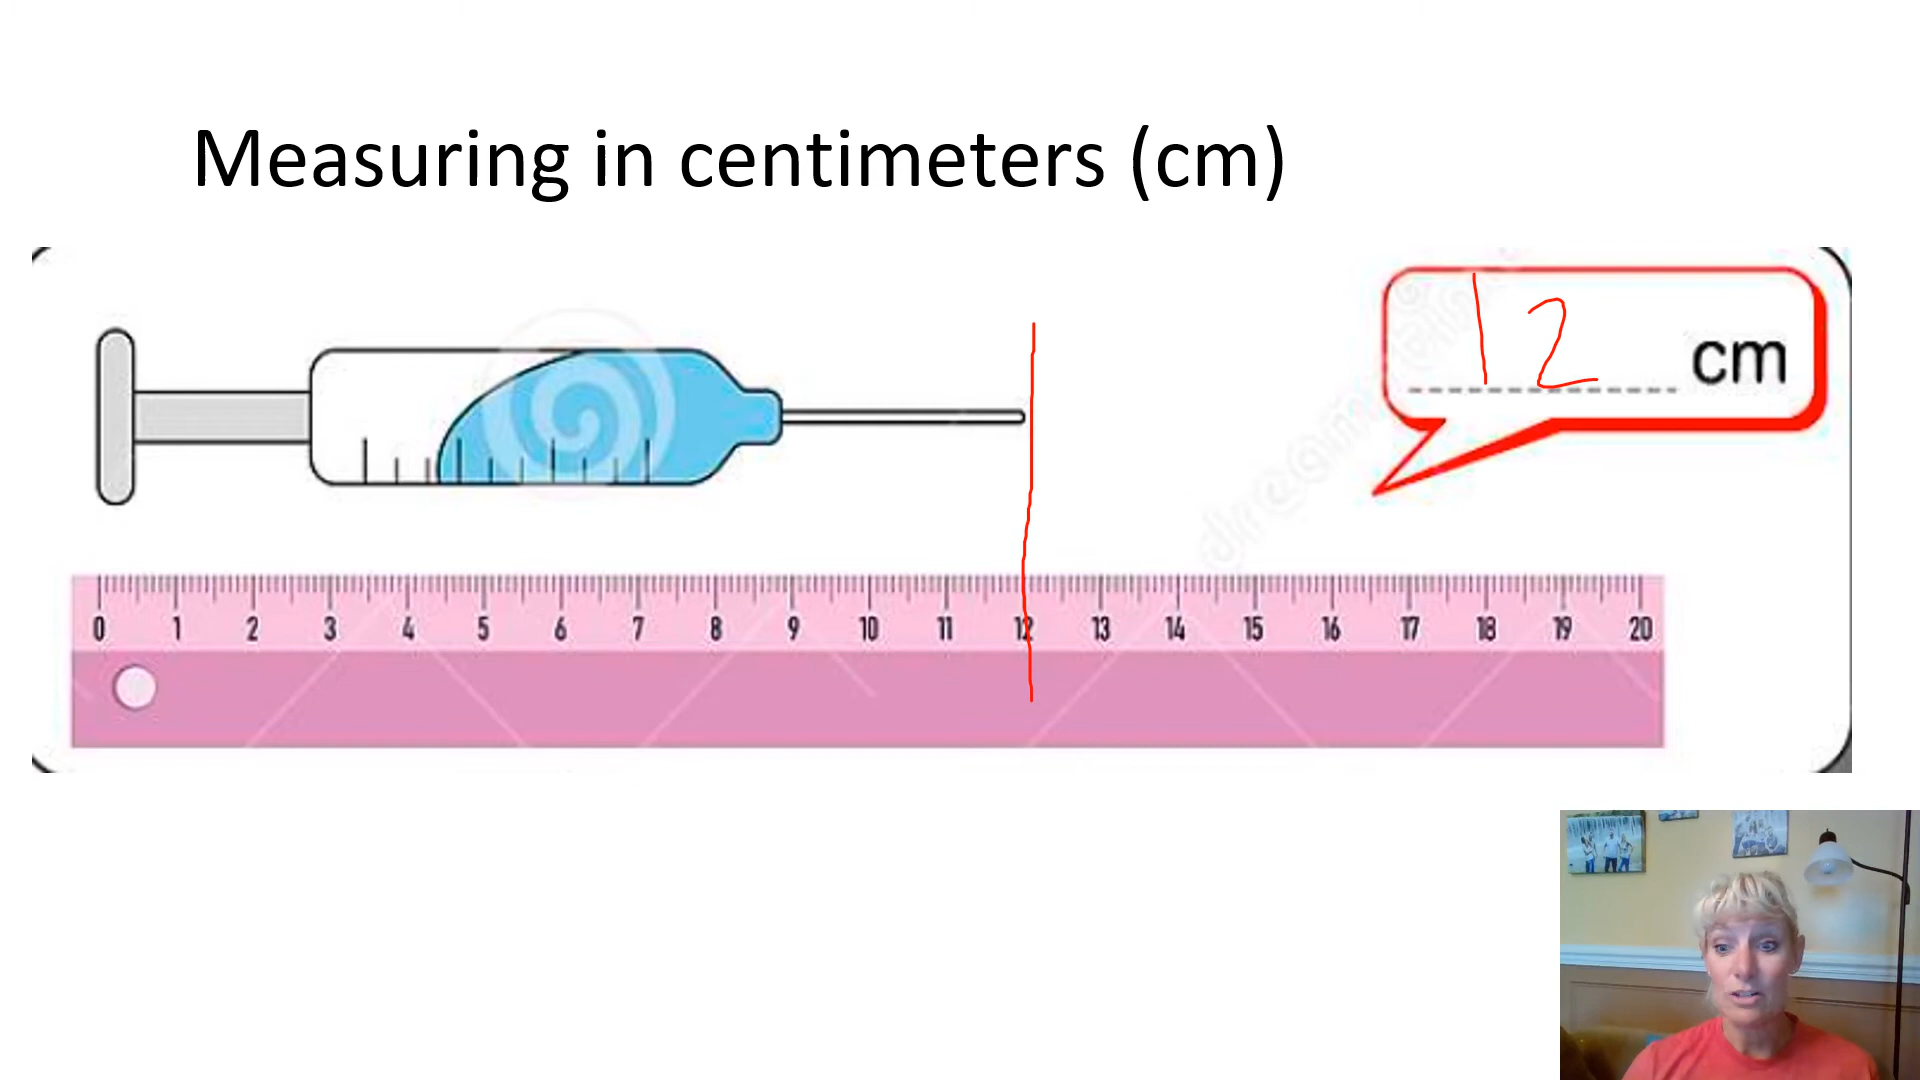 Measuring in centimeters (cm)
12 cm
dream
0 1 2 3 4 5 6 7 8 9 10 11 12 13 14 15 16 17 18 19 20